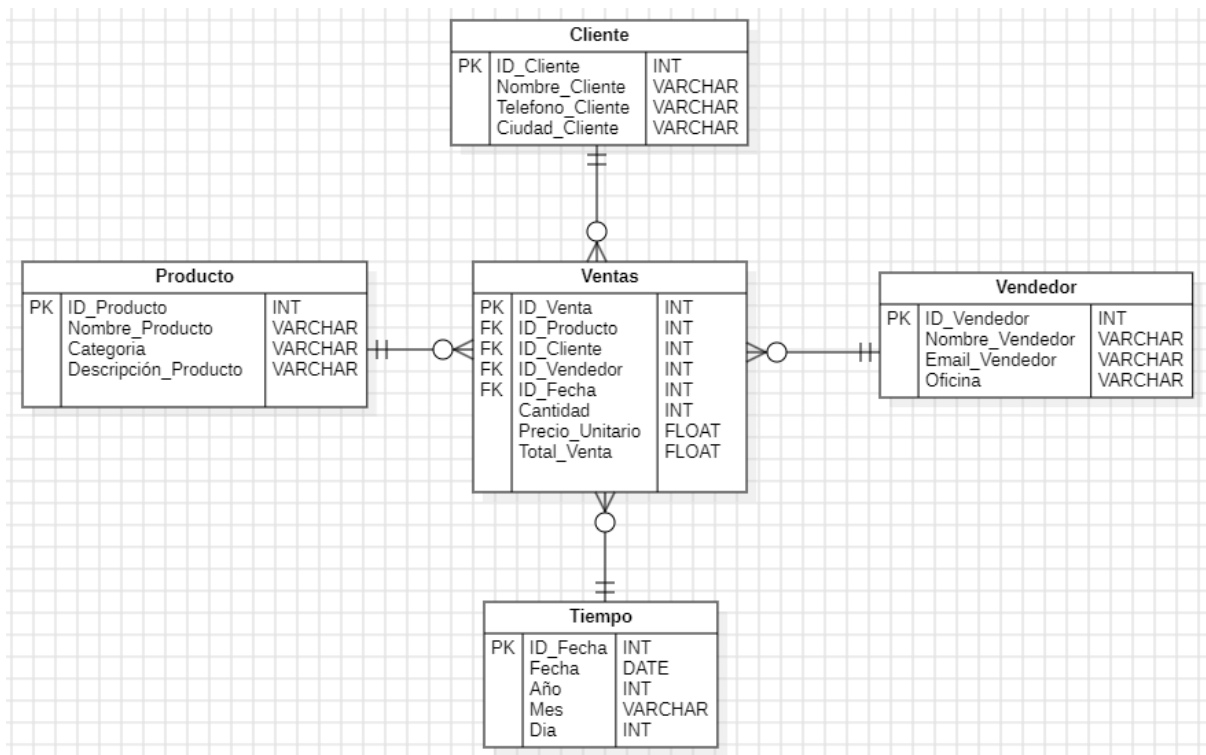 Cliente
PK ID_Cliente INT
Nombre_Cliente VARCHAR
Telefono_Cliente VARCHAR
Ciudad_Cliente VARCHAR
Producto
PK ID_Producto INT
Nombre_Producto VARCHAR
Categoria VARCHAR
Descripción_Producto VARCHAR
Ventas
PK ID_Venta INT
FK ID_Producto INT
FK ID_Cliente INT
FK ID_Vendedor INT
FK ID_Fecha INT
Cantidad INT
Precio_Unitario FLOAT
Total_Venta FLOAT
Vendedor
PK ID_Vendedor INT
Nombre_Vendedor VARCHAR
Email_Vendedor VARCHAR
Oficina VARCHAR
Tiempo
PK ID_Fecha INT
Fecha DATE
Año INT
Mes VARCHAR
Dia INT